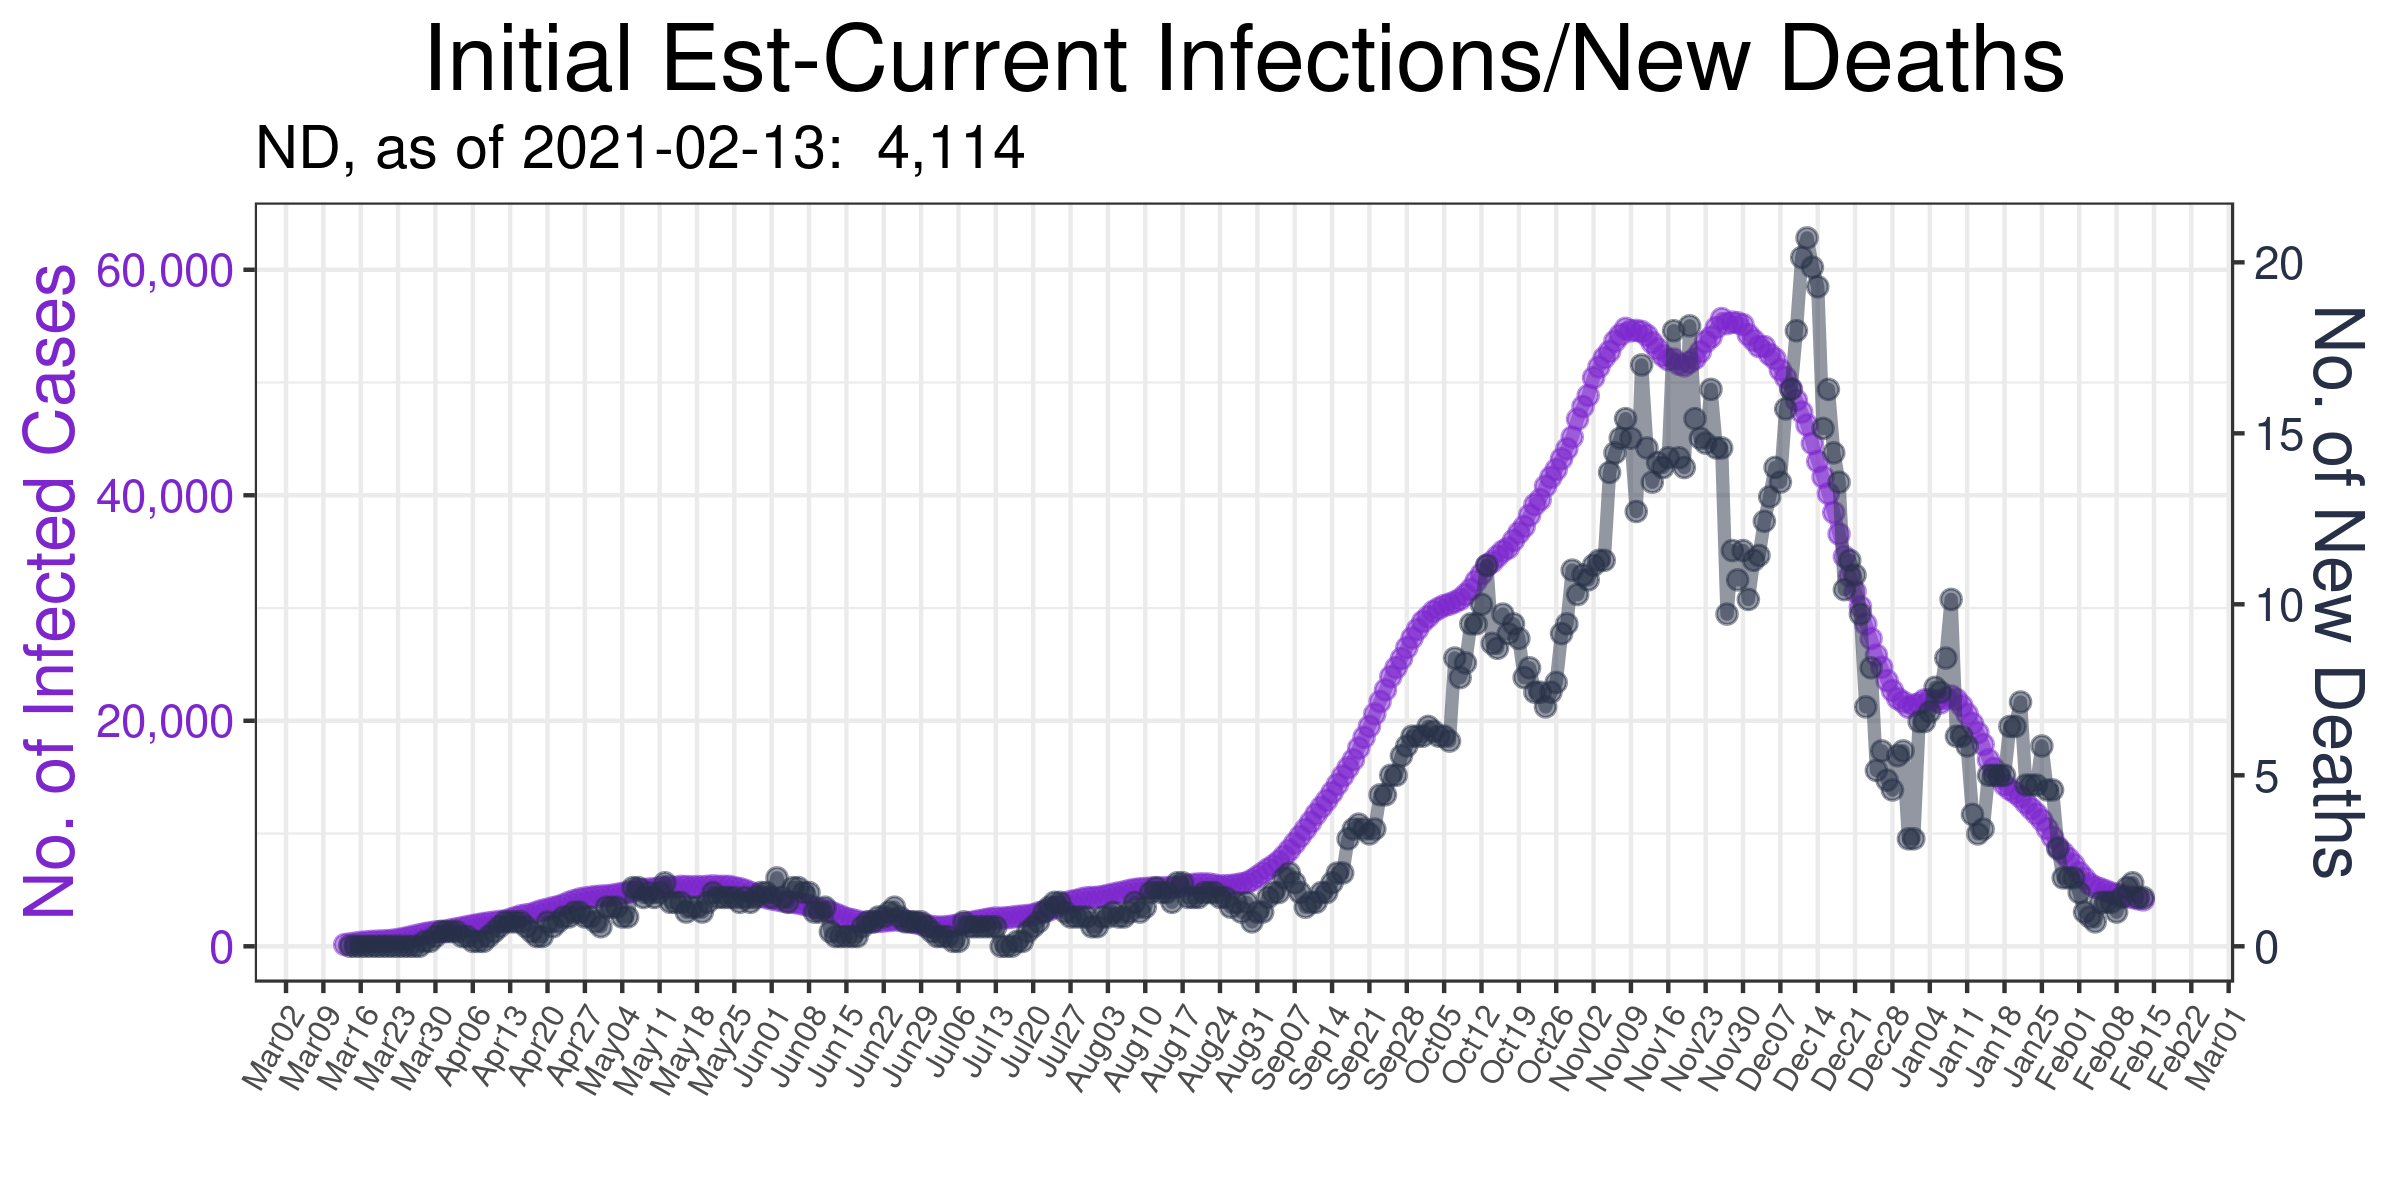 Initial Est-Current Infections/New Deaths
ND, as of 2021-02-13:  4,114
No. of Infected Cases
60,000
40,000
20,000
0
20
15
10
5
0
No. of New Deaths
Mar02
Mar09
Mar16
Mar23
Mar30
Apr06
Apr13
Apr20
Apr27
May04
May11
May18
May25
Jun01
Jun08
Jun15
Jun22
Jun29
Jul06
Jul13
Jul20
Jul27
Aug03
Aug10
Aug17
Aug24
Aug31
Sep07
Sep14
Sep21
Sep28
Oct05
Oct12
Oct19
Oct26
Nov02
Nov09
Nov16
Nov23
Nov30
Dec07
Dec14
Dec21
Dec28
Jan04
Jan11
Jan18
Jan25
Feb01
Feb08
Feb15
Feb22
Mar01